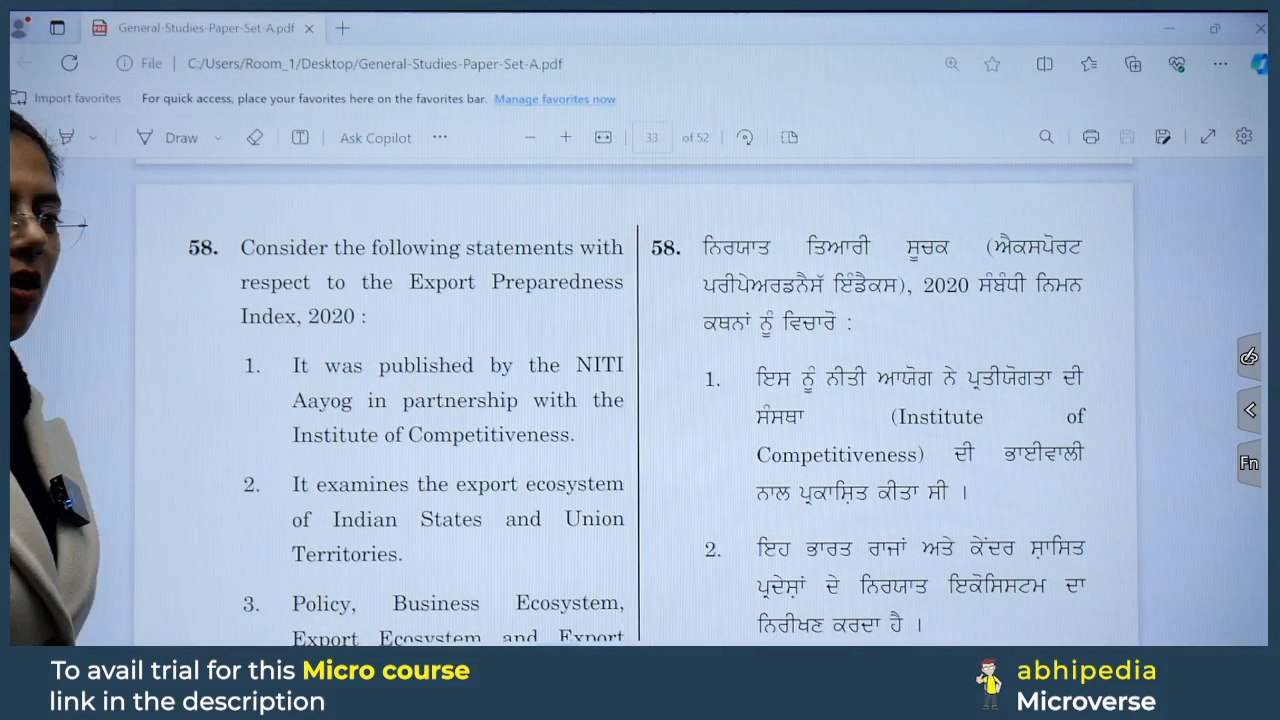 General-Studies-Paper-Set-A.pdf
File C:/Users/Room_1/Desktop/General-Studies-Paper-Set-A.pdf
Import favorites For quick access, place your favorites here on the favorites bar. Manage favorites now
Draw Ask Copilot 33 of 52
58. Consider the following statements with
respect to the Export Preparedness
Index, 2020 :
1. It was published by the NITI
Aayog in partnership with the
Institute of Competitiveness.
2. It examines the export ecosystem
of Indian States and Union
Territories.
3. Policy, Business Ecosystem,
Export Ecosystem and Export
58. ਨਿਰਯਾਤ ਤਿਆਰੀ ਸੂਚਕ (ਐਕਸਪੋਰਟ
ਪਰੀਪੇਅਰਡਨੈਸੱ ਇੰਡੈਕਸ), 2020 ਸੰਬੰਧੀ ਨਿਮਨ
ਕਥਨਾਂ ਨੂੰ ਵਿਚਾਰੋ :
1. ਇਸ ਨੂੰ ਨੀਤੀ ਆਯੋਗ ਨੇ ਪ੍ਰਤੀਯੋਗਤਾ ਦੀ
ਸੰਸਥਾ (Institute of
Competitiveness) ਦੀ ਭਾਈਵਾਲੀ
ਨਾਲ ਪ੍ਰਕਾਸ਼ਿਤ ਕੀਤਾ ਸੀ ।
2. ਇਹ ਭਾਰਤ ਰਾਜਾਂ ਅਤੇ ਕੇਂਦਰ ਸ਼ਾਸਿਤ
ਪ੍ਰਦੇਸ਼ਾਂ ਦੇ ਨਿਰਯਾਤ ਇਕੋਸਿਸਟਮ ਦਾ
ਨਿਰੀਖਣ ਕਰਦਾ ਹੈ ।
Fn
To avail trial for this Micro course
link in the description
abhipedia
Microverse